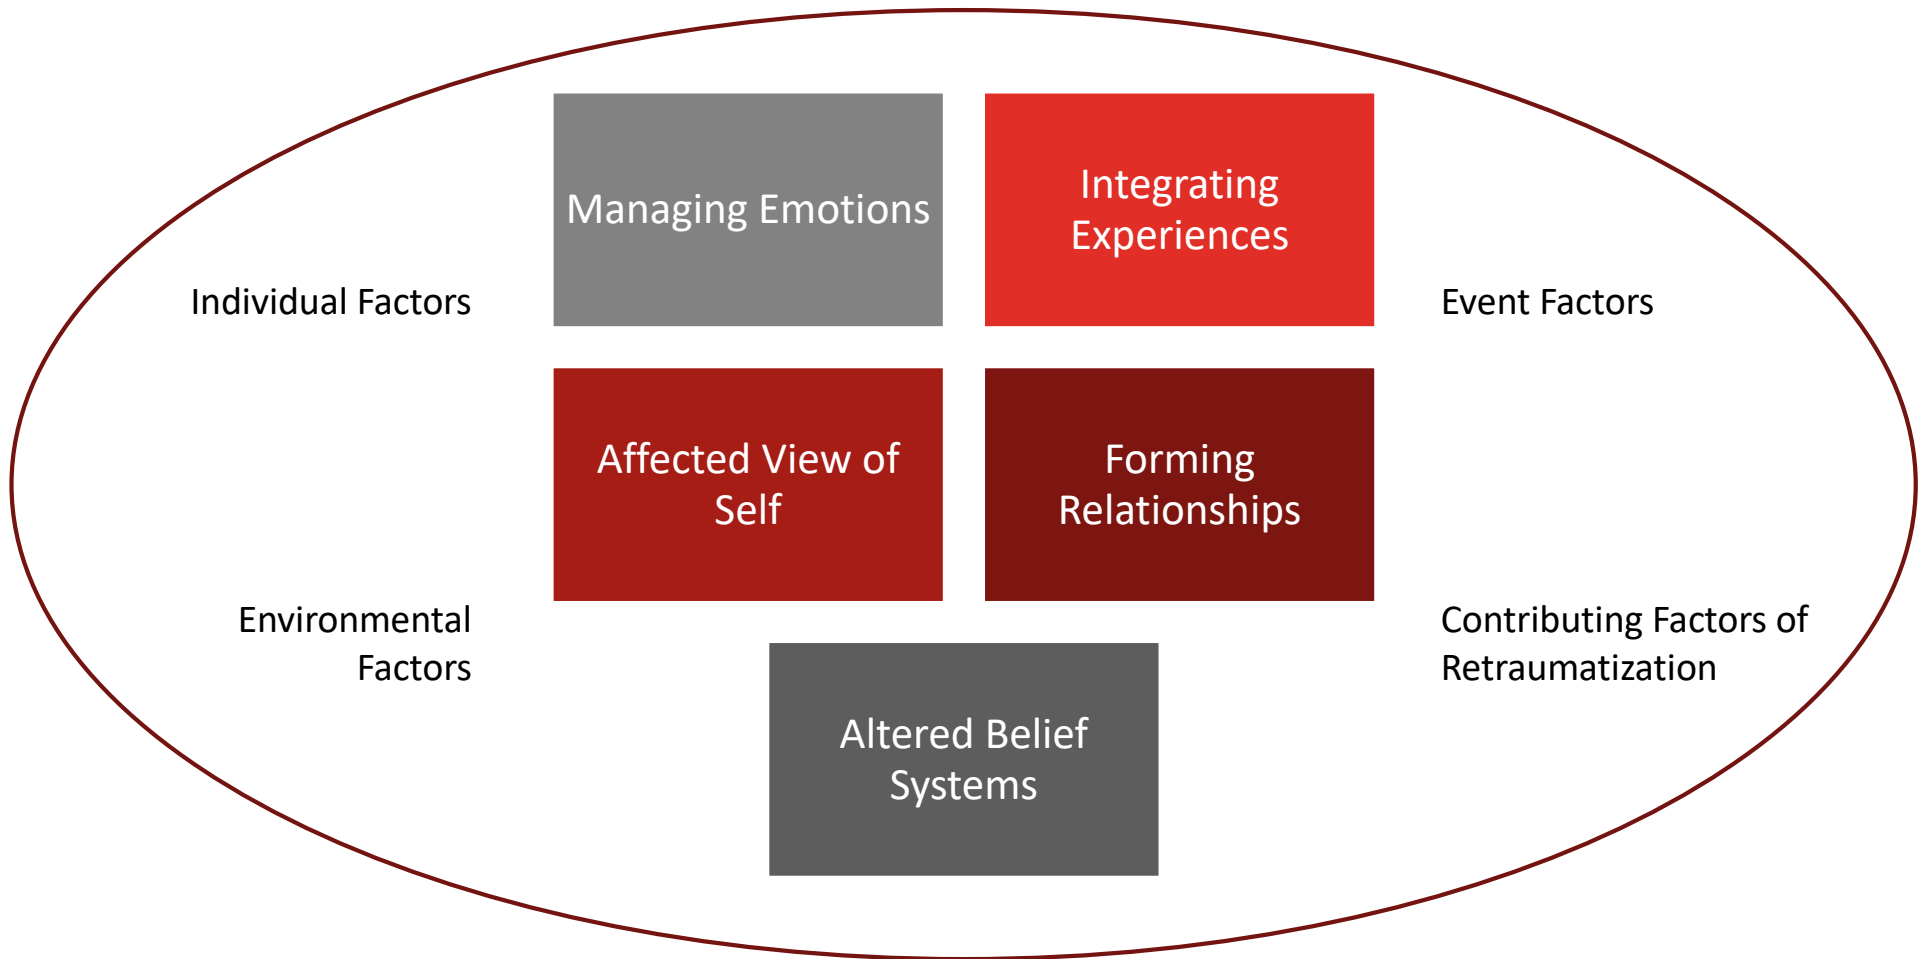 Managing Emotions
Integrating
Experiences
Individual Factors
Event Factors
Affected View of
Self
Forming
Relationships
Environmental
Factors
Contributing Factors of
Retraumatization
Altered Belief
Systems